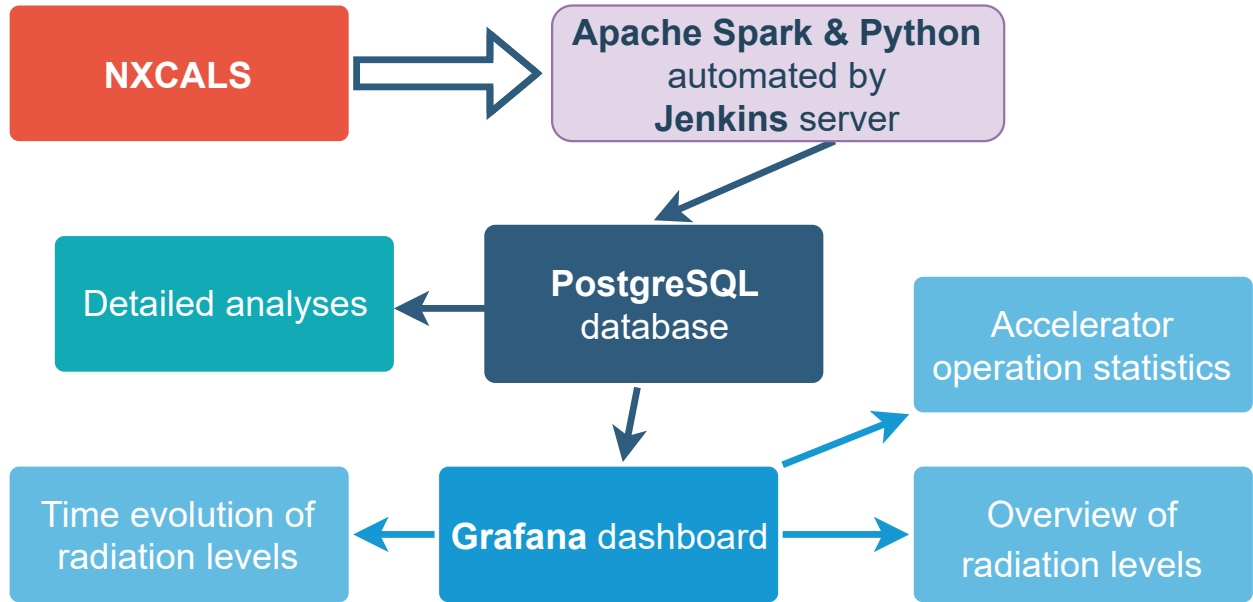 NXCALS
Apache Spark & Python
automated by
Jenkins server
PostgreSQL
database
Detailed analyses
Accelerator
operation statistics
Time evolution of
radiation levels
Grafana dashboard
Overview of
radiation levels